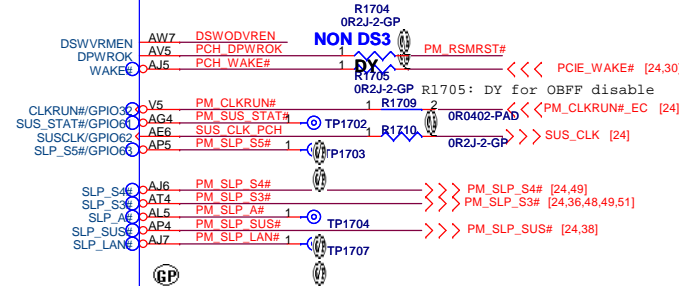 R1704
0R2J-2-GP
DSWVRMEN AW7 DSWODVREN NON DS3
DPWROK AV5 PCH_DPWROK 1 PM_RSMRST#
WAKE# AJ5 PCH_WAKE# 1 DY PCIE_WAKE# [24,30]
R1705
0R2J-2-GP R1705: DY for OBFF disable
CLKRUN#/GPIO32 V5 PM_CLKRUN# 1 R1709 2 PM_CLKRUN#_EC [24]
SUS_STAT#/GPIO61 AG4 PM_SUS_STAT# 1 TP1702 0R0402-PAD
SUSCLK/GPIO62 AE6 SUS_CLK_PCH 1 R1710 SUS_CLK [24]
SLP_S5#/GPIO63 AP5 PM_SLP_S5# 1 TP1703 0R2J-2-GP
SLP_S4# AJ6 PM_SLP_S4# PM_SLP_S4# [24,49]
SLP_S3# AT4 PM_SLP_S3# PM_SLP_S3# [24,36,48,49,51]
SLP_A# AL5 PM_SLP_A# 1 TP1704
SLP_SUS# AP4 PM_SLP_SUS# PM_SLP_SUS# [24,38]
SLP_LAN# AJ7 PM_SLP_LAN# 1 TP1707
GP